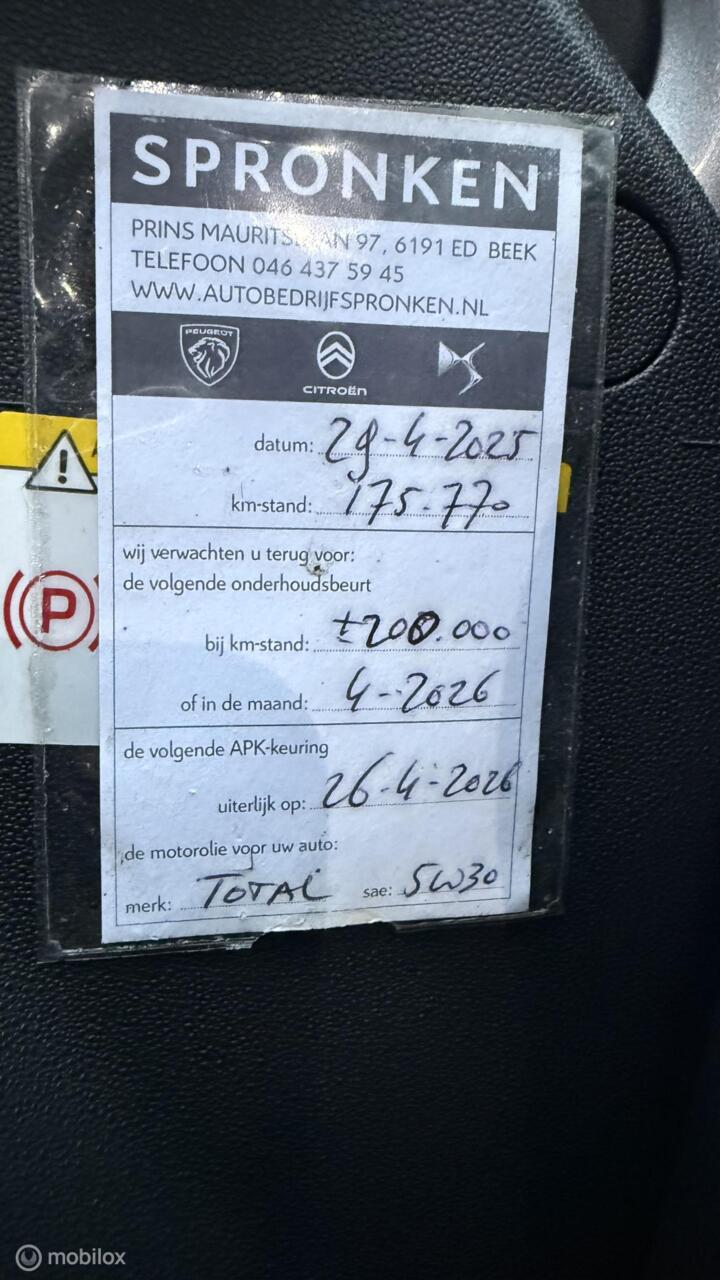 SPRONKEN
PRINS MAURITSLAAN 97, 6191 ED BEEK
TELEFOON 046 437 59 45
WWW.AUTOBEDRIJFSPRONKEN.NL
PEUGEOT
CITROËN
datum: 29-4-2025
km-stand: 175.770
wij verwachten u terug voor:
de volgende onderhoudsbeurt
bij km-stand: ±200.000
of in de maand: 4-2026
de volgende APK-keuring
uiterlijk op: 26-4-2026
de motorolie voor uw auto:
merk: TOTAL sae: 5W30
P
mobilox